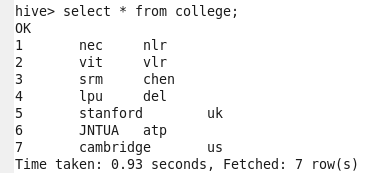 hive> select * from college;
OK
1	nec	nlr
2	vit	vlr
3	srm	chen
4	lpu	del
5	stanford	uk
6	JNTUA	atp
7	cambridge	us
Time taken: 0.93 seconds, Fetched: 7 row(s)